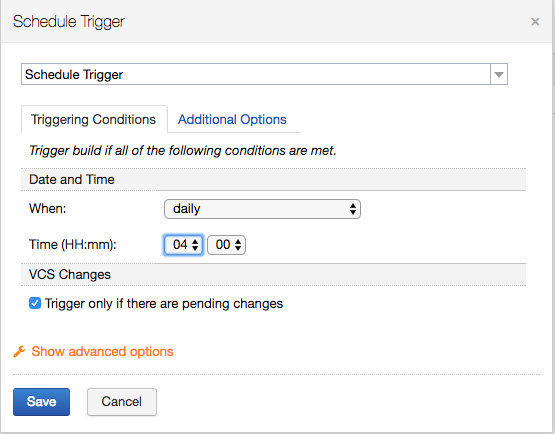 Schedule Trigger ×
Schedule Trigger
Triggering Conditions Additional Options
Trigger build if all of the following conditions are met.
Date and Time
When: daily
Time (HH:mm): 04 00
VCS Changes
Trigger only if there are pending changes
Show advanced options
Save Cancel